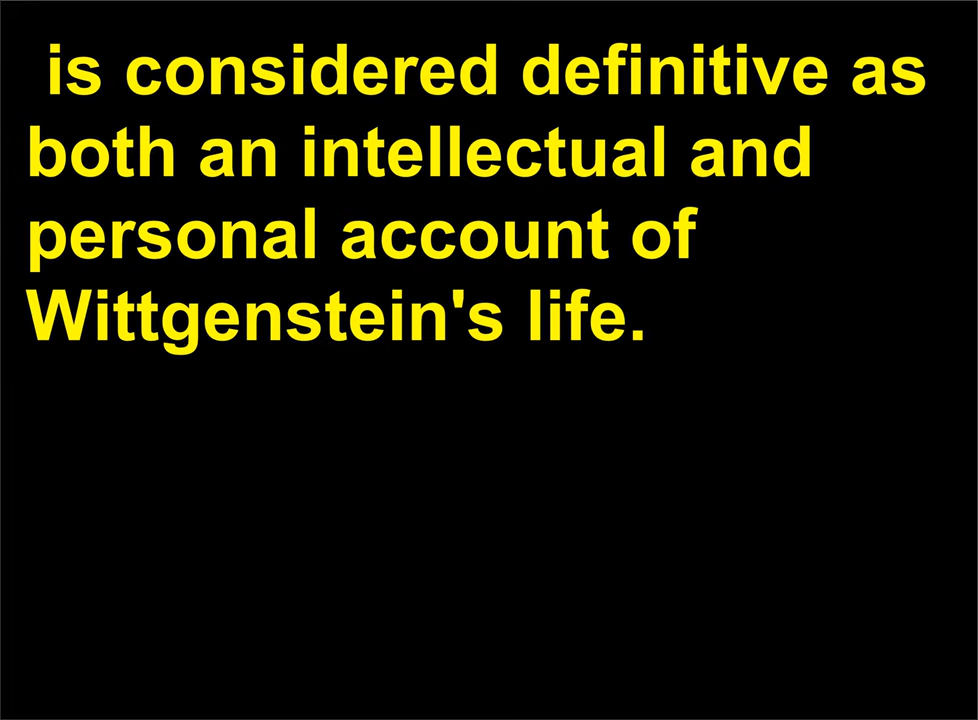 is considered definitive as
both an intellectual and
personal account of
Wittgenstein's life.